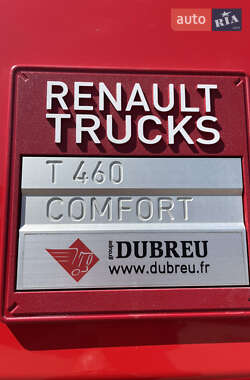 auto RIA
RENAULT
TRUCKS
T 460
COMFORT
groupe DUBREU
www.dubreu.fr